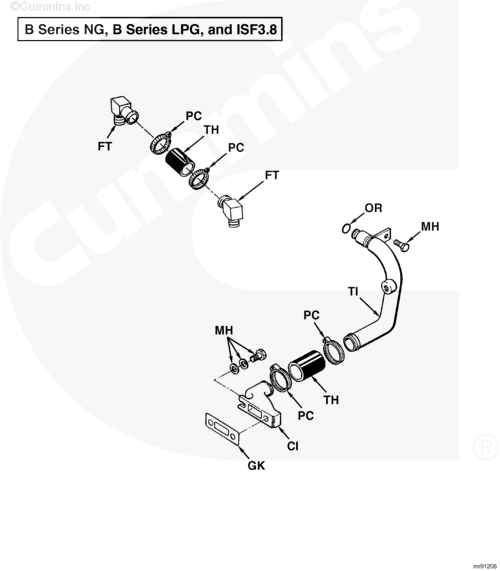 ©Cummins Inc.
B Series NG, B Series LPG, and ISF3.8
Cummins
PC
TH
FT
PC
FT
OR
MH
TI
PC
MH
TH
PC
CI
GK
®
mr91208